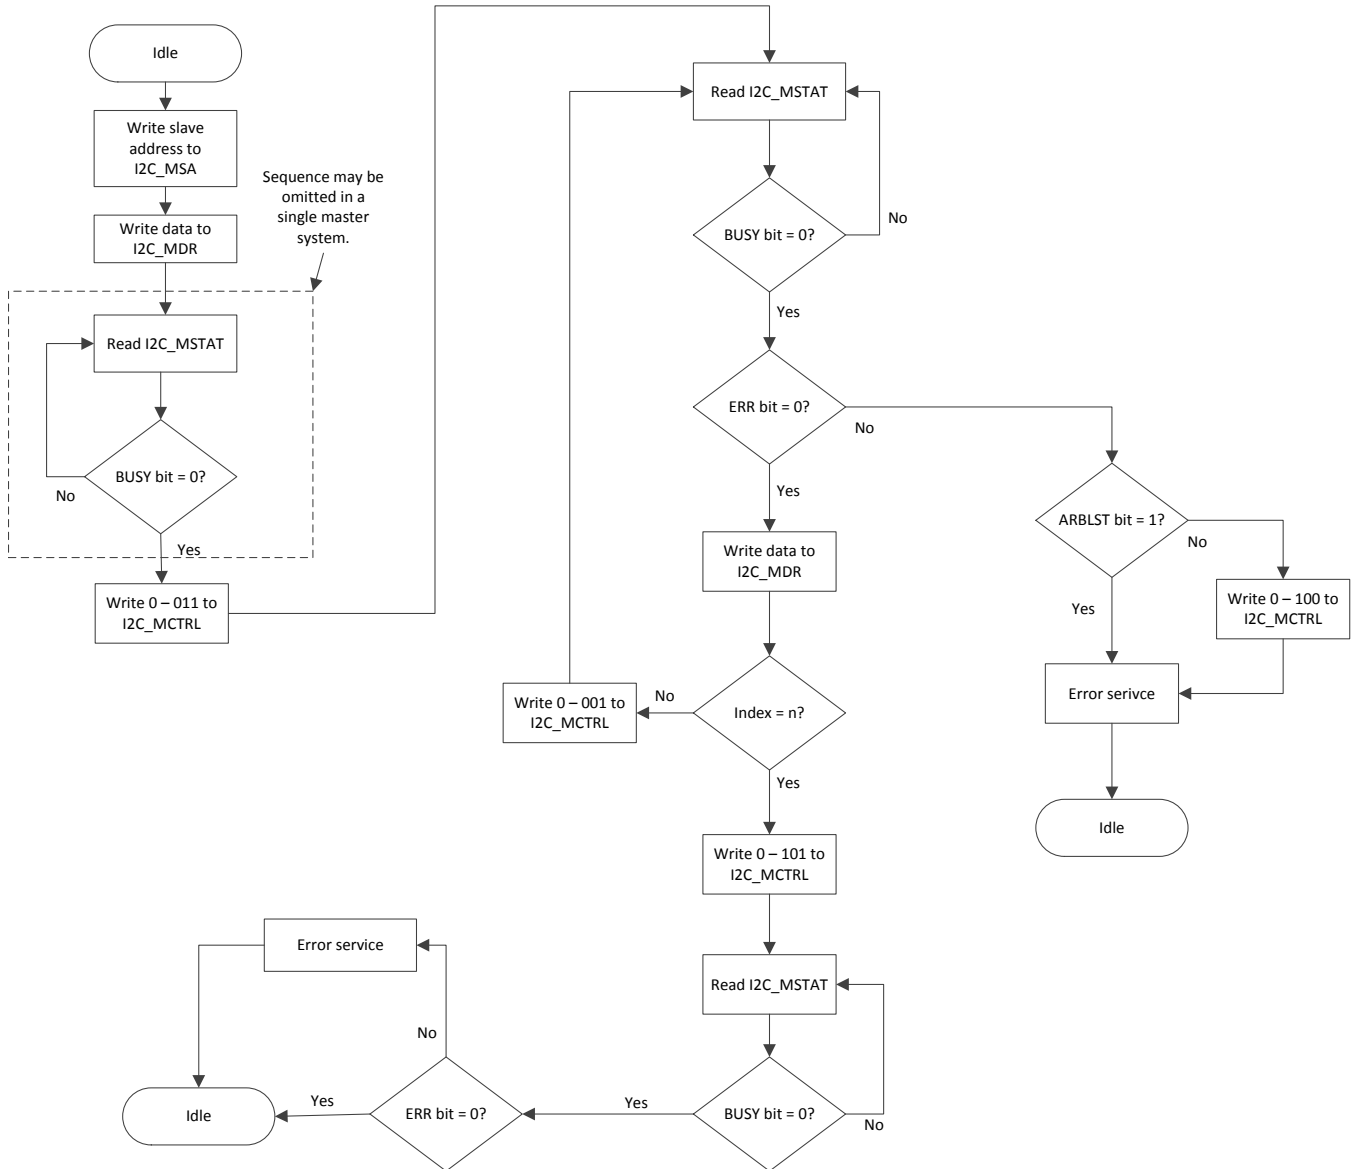 Idle
Write slave
address to
I2C_MSA
Write data to
I2C_MDR
Sequence may be
omitted in a
single master
system.
Read I2C_MSTAT
BUSY bit = 0?
No
Yes
Write 0 – 011 to
I2C_MCTRL
Read I2C_MSTAT
BUSY bit = 0?
No
Yes
ERR bit = 0?
No
Yes
Write data to
I2C_MDR
Index = n?
No
Write 0 – 001 to
I2C_MCTRL
Yes
Write 0 – 101 to
I2C_MCTRL
Read I2C_MSTAT
BUSY bit = 0?
No
Yes
ERR bit = 0?
No
Error service
Yes
Idle
ARBLST bit = 1?
No
Write 0 – 100 to
I2C_MCTRL
Yes
Error serivce
Idle